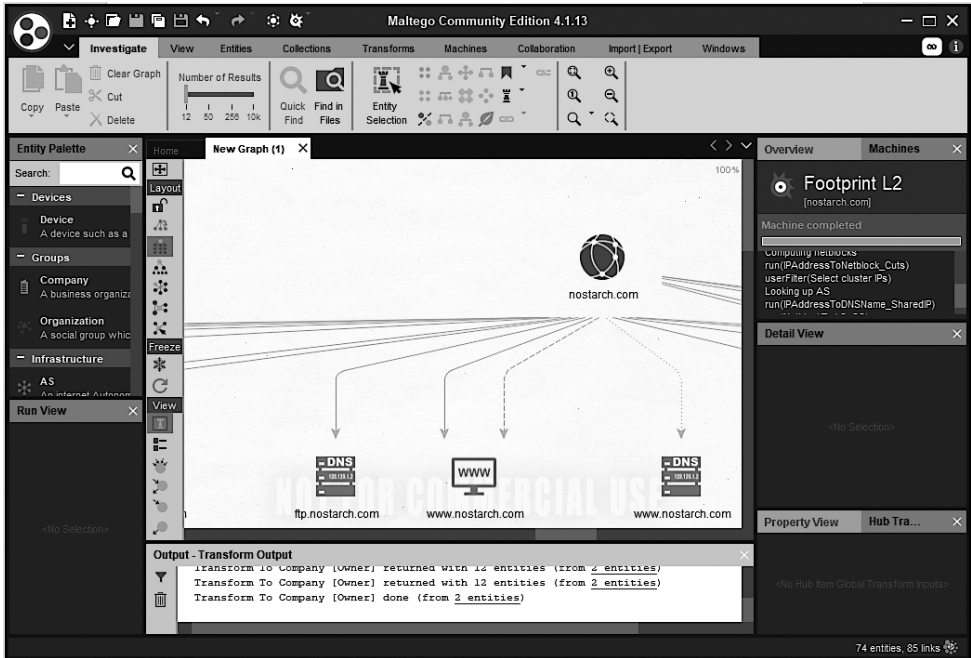 Maltego Community Edition 4.1.13
Investigate View Entities Collections Transforms Machines Collaboration Import | Export Windows
Copy
Paste
Clear Graph
Cut
Delete
Number of Results
12 50 256 10k
Quick Find
Find in Files
Entity Selection
Entity Palette
Search:
Devices
Device
A device such as a
Groups
Company
A business organiza
Organization
A social group whic
Infrastructure
AS
An internet Autonom
Run View
<No Selection>
Home
New Graph (1)
Layout
Freeze
View
100%
nostarch.com
DNS
WWW
DNS
NOT FOR COMMERCIAL USE
ftp.nostarch.com
www.nostarch.com
www.nostarch.com
Output - Transform Output
Transform To Company [Owner] returned with 12 entities (from 2 entities)
Transform To Company [Owner] returned with 12 entities (from 2 entities)
Transform To Company [Owner] done (from 2 entities)
Overview
Machines
Footprint L2
[nostarch.com]
Machine completed
Computing netblocks
run(IPAddressToNetblock_Cuts)
userFilter(Select cluster IPs)
Looking up AS
run(IPAddressToDNSName_SharedIP)
Detail View
<No Selection>
Property View
Hub Tra...
<No Hub Item Global Transform Inputs>
74 entities, 85 links